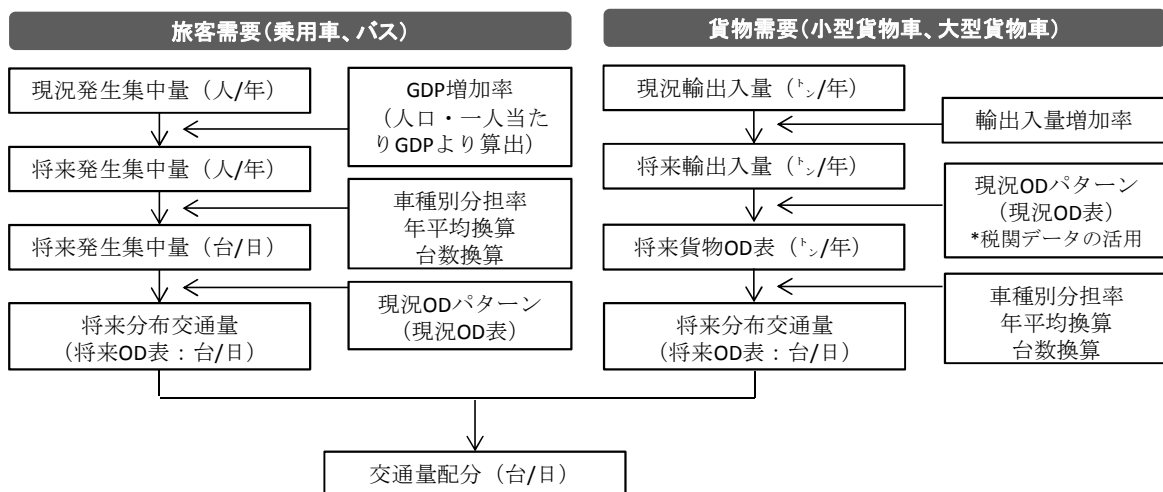 旅客需要(乗用車、バス)
現況発生集中量（人/年）
GDP増加率
（人口・一人当た
りGDPより算出）
将来発生集中量（人/年）
車種別分担率
年平均換算
台数換算
将来発生集中量（台/日）
現況ODパターン
(現況OD表）
将来分布交通量
（将来OD表：台/日）
貨物需要(小型貨物車、大型貨物車)
現況輸出入量（㌧/年）
輸出入量増加率
将来輸出入量（㌧/年）
現況ODパターン
(現況OD表）
*税関データの活用
将来貨物OD表（㌧/年）
車種別分担率
年平均換算
台数換算
将来分布交通量
（将来OD表：台/日）
交通量配分（台/日）